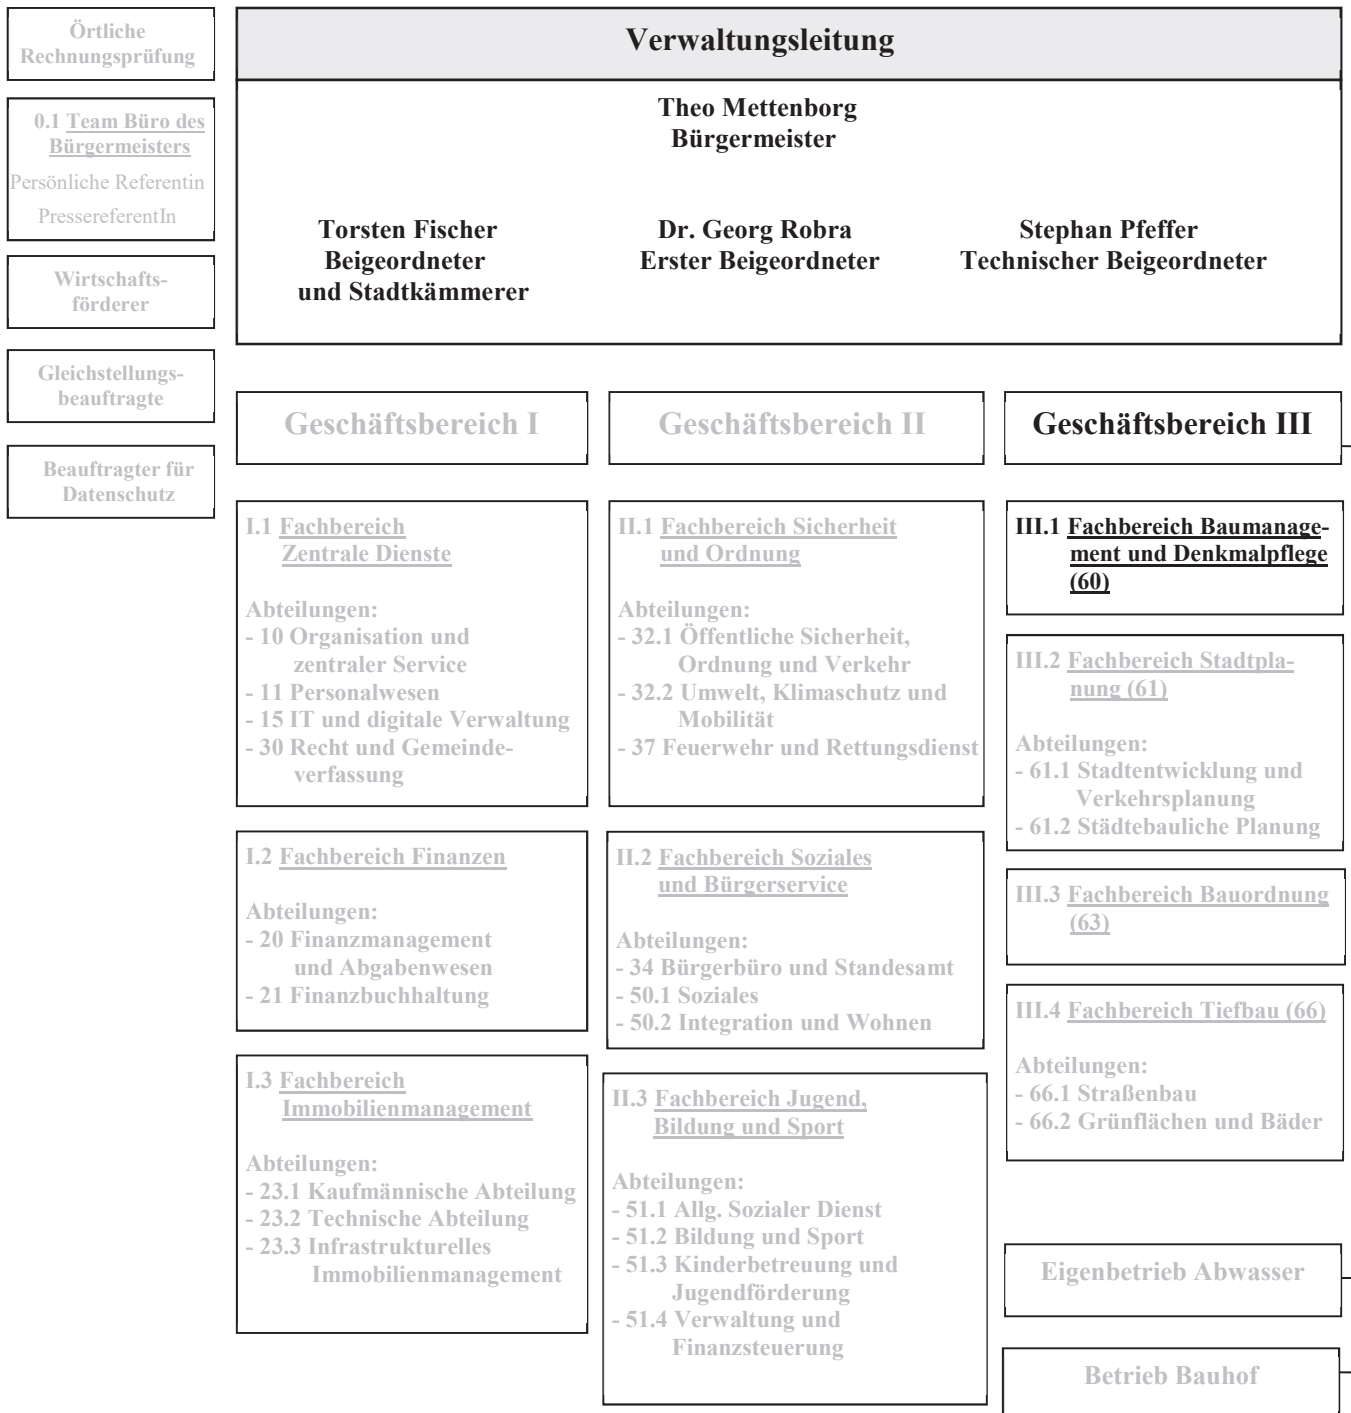 Örtliche
Rechnungsprüfung
0.1 Team Büro des
Bürgermeisters
Persönliche Referentin
PressereferentIn
Wirtschafts-
förderer
Gleichstellungs-
beauftragte
Beauftragter für
Datenschutz
Verwaltungsleitung
Theo Mettenborg
Bürgermeister
Torsten Fischer
Beigeordneter
und Stadtkämmerer
Dr. Georg Robra
Erster Beigeordneter
Stephan Pfeffer
Technischer Beigeordneter
Geschäftsbereich I
I.1 Fachbereich
Zentrale Dienste
Abteilungen:
- 10 Organisation und
zentraler Service
- 11 Personalwesen
- 15 IT und digitale Verwaltung
- 30 Recht und Gemeinde-
verfassung
I.2 Fachbereich Finanzen
Abteilungen:
- 20 Finanzmanagement
und Abgabenwesen
- 21 Finanzbuchhaltung
I.3 Fachbereich
Immobilienmanagement
Abteilungen:
- 23.1 Kaufmännische Abteilung
- 23.2 Technische Abteilung
- 23.3 Infrastrukturelles
Immobilienmanagement
Geschäftsbereich II
II.1 Fachbereich Sicherheit
und Ordnung
Abteilungen:
- 32.1 Öffentliche Sicherheit,
Ordnung und Verkehr
- 32.2 Umwelt, Klimaschutz und
Mobilität
- 37 Feuerwehr und Rettungsdienst
II.2 Fachbereich Soziales
und Bürgerservice
Abteilungen:
- 34 Bürgerbüro und Standesamt
- 50.1 Soziales
- 50.2 Integration und Wohnen
II.3 Fachbereich Jugend,
Bildung und Sport
Abteilungen:
- 51.1 Allg. Sozialer Dienst
- 51.2 Bildung und Sport
- 51.3 Kinderbetreuung und
Jugendförderung
- 51.4 Verwaltung und
Finanzsteuerung
Geschäftsbereich III
III.1 Fachbereich Baumanage-
ment und Denkmalpflege
(60)
III.2 Fachbereich Stadtpla-
nung (61)
Abteilungen:
- 61.1 Stadtentwicklung und
Verkehrsplanung
- 61.2 Städtebauliche Planung
III.3 Fachbereich Bauordnung
(63)
III.4 Fachbereich Tiefbau (66)
Abteilungen:
- 66.1 Straßenbau
- 66.2 Grünflächen und Bäder
Eigenbetrieb Abwasser
Betrieb Bauhof